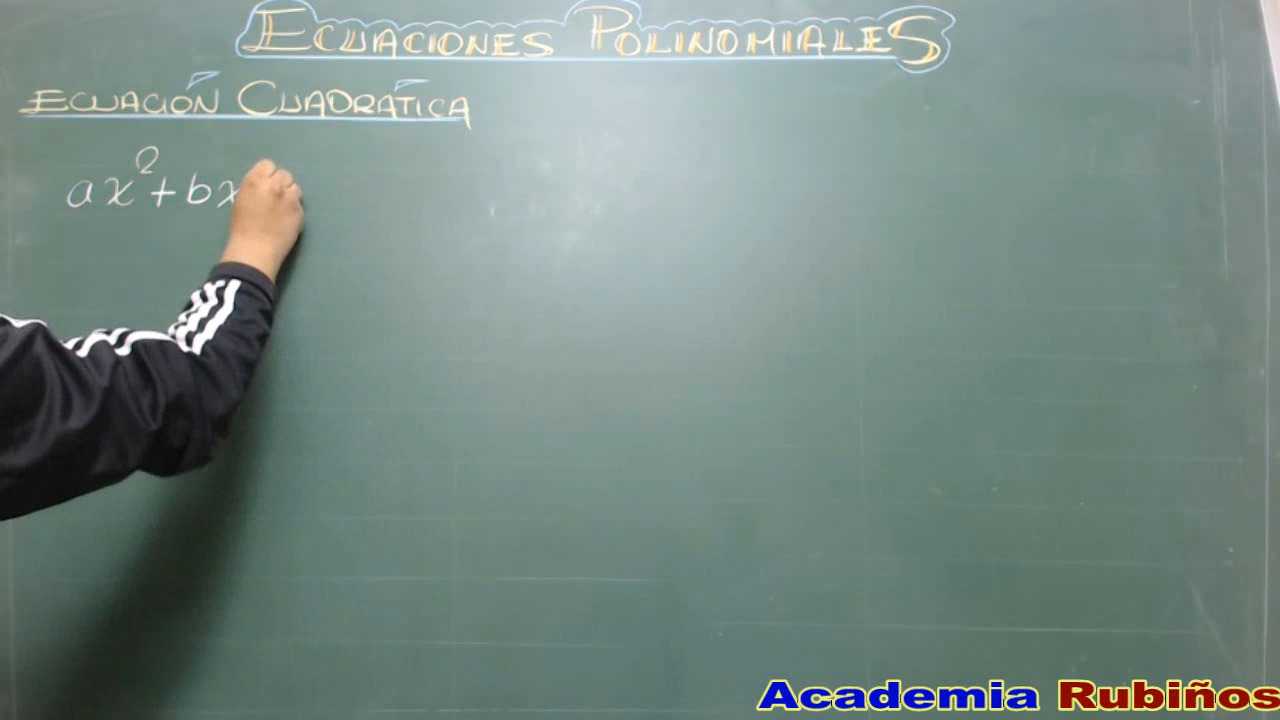 ECUACIONES POLINOMIALES
ECUACIÓN CUADRÁTICA
ax²+bx
Academia Rubiños